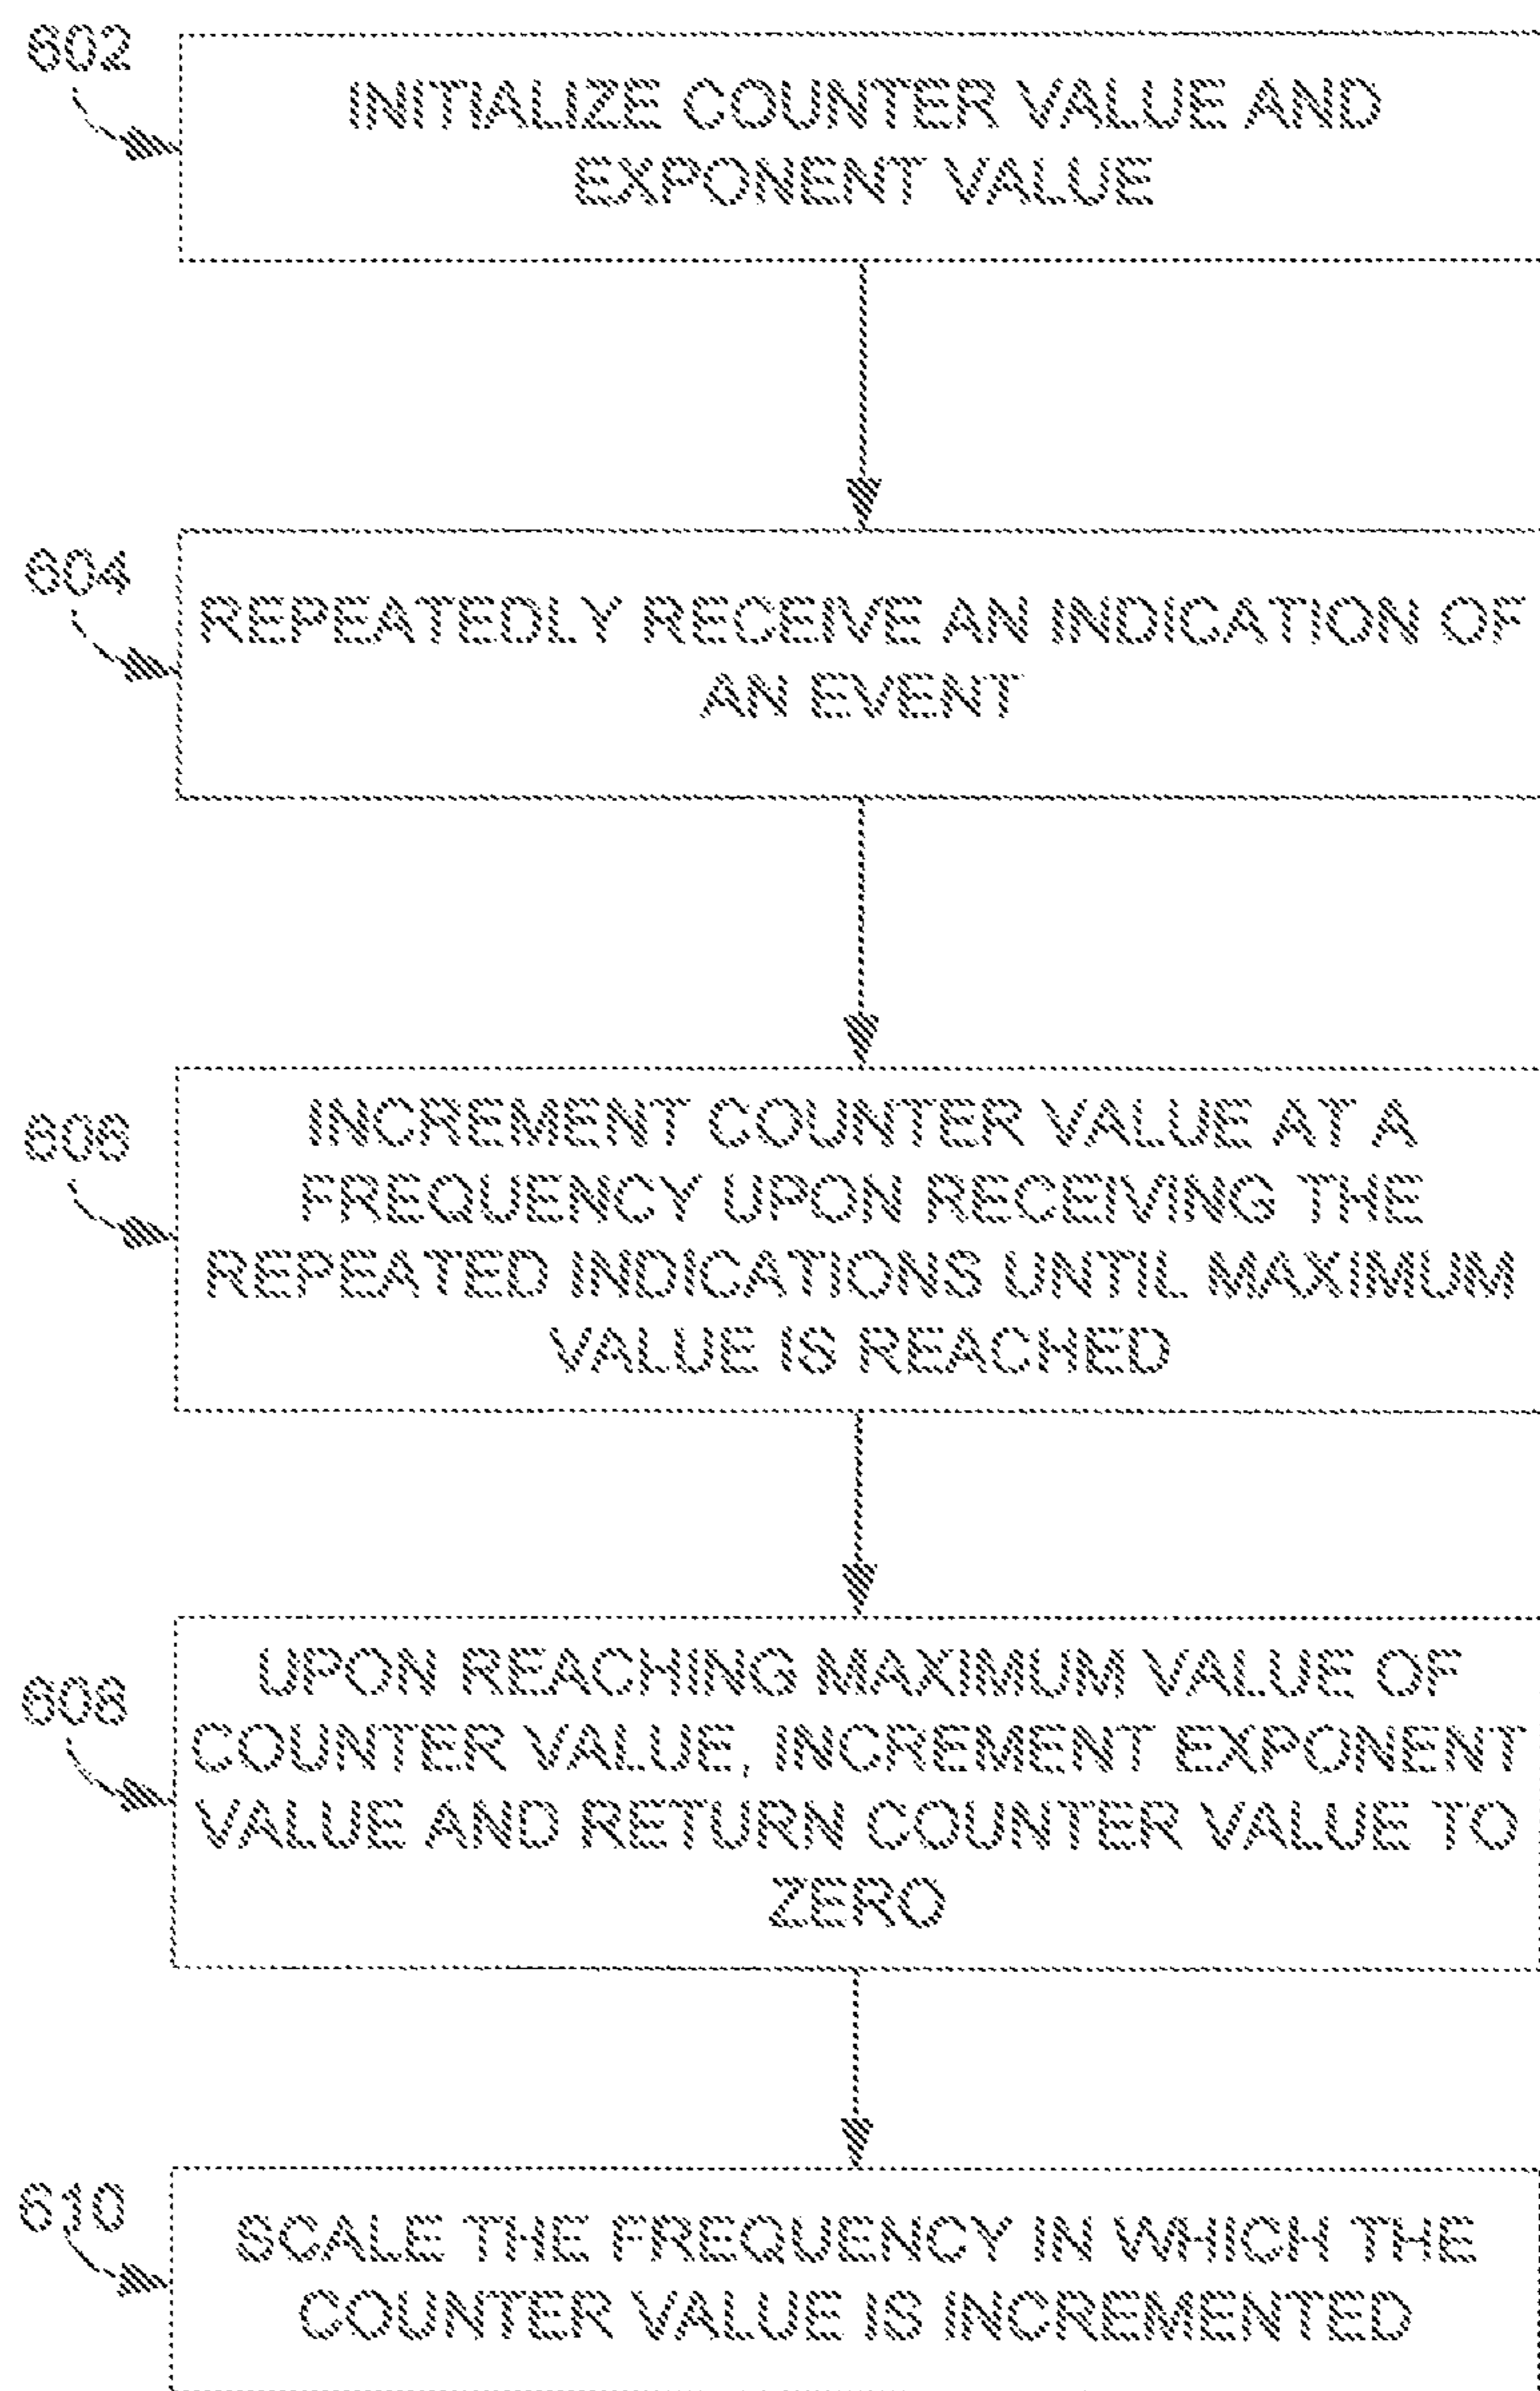 602
INITIALIZE COUNTER VALUE AND
EXPONENT VALUE
604
REPEATEDLY RECEIVE AN INDICATION OF
AN EVENT
606
INCREMENT COUNTER VALUE AT A
FREQUENCY UPON RECEIVING THE
REPEATED INDICATIONS UNTIL MAXIMUM
VALUE IS REACHED
608
UPON REACHING MAXIMUM VALUE OF
COUNTER VALUE, INCREMENT EXPONENT
VALUE AND RETURN COUNTER VALUE TO
ZERO
610
SCALE THE FREQUENCY IN WHICH THE
COUNTER VALUE IS INCREMENTED